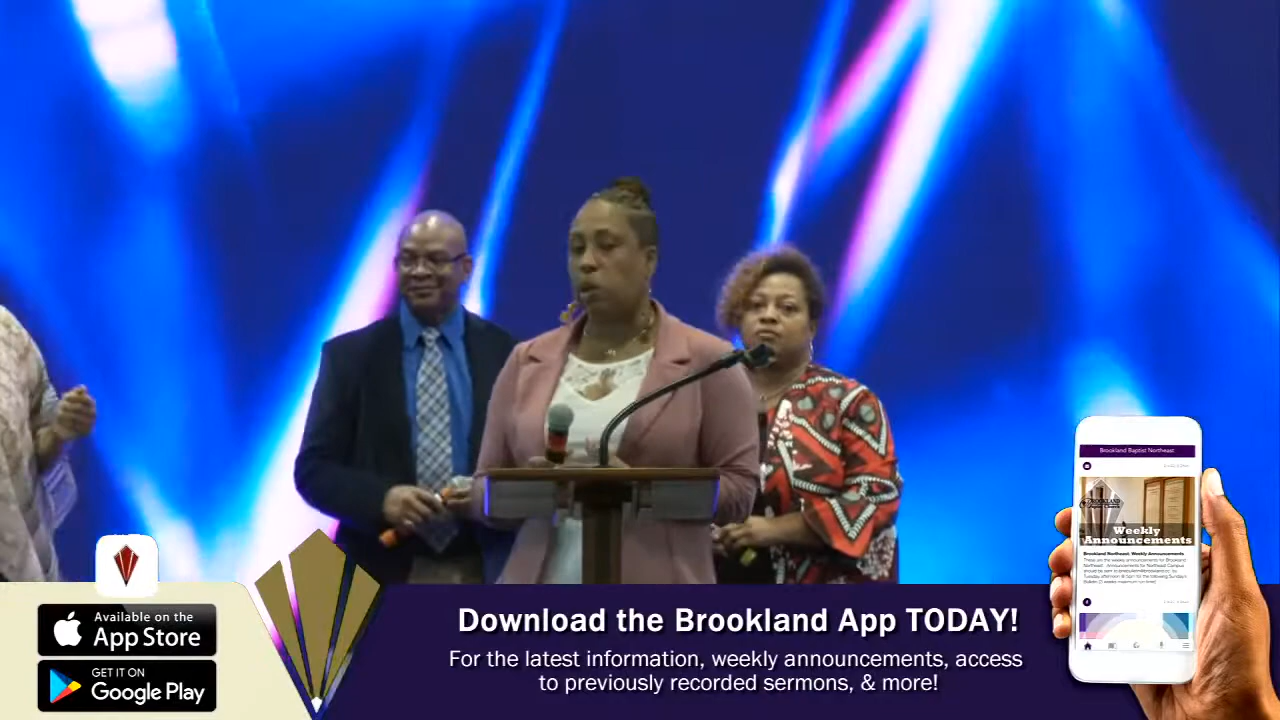 Brookland Baptist Northeast
BROOKLAND
Weekly
Announcements
Brookland Northeast, Weekly Announcements
Available on the
App Store
GET IT ON
Google Play
Download the Brookland App TODAY!
For the latest information, weekly announcements, access
to previously recorded sermons, & more!